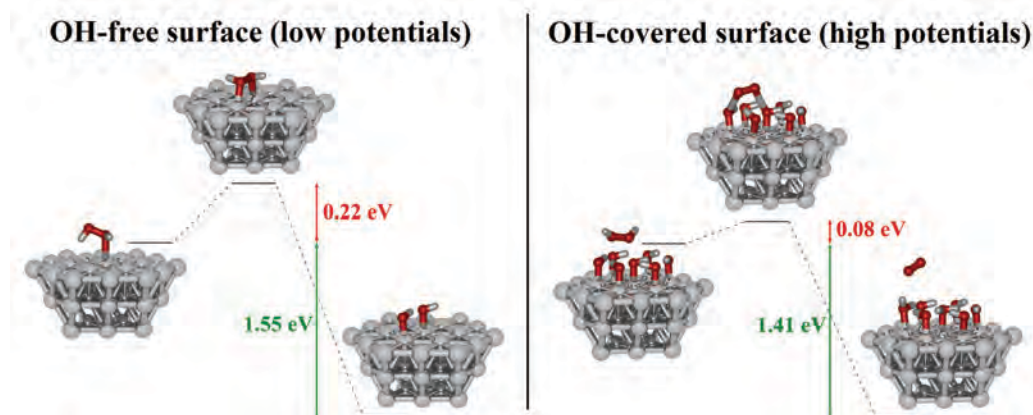 OH-free surface (low potentials)
0.22 eV
1.55 eV
OH-covered surface (high potentials)
0.08 eV
1.41 eV